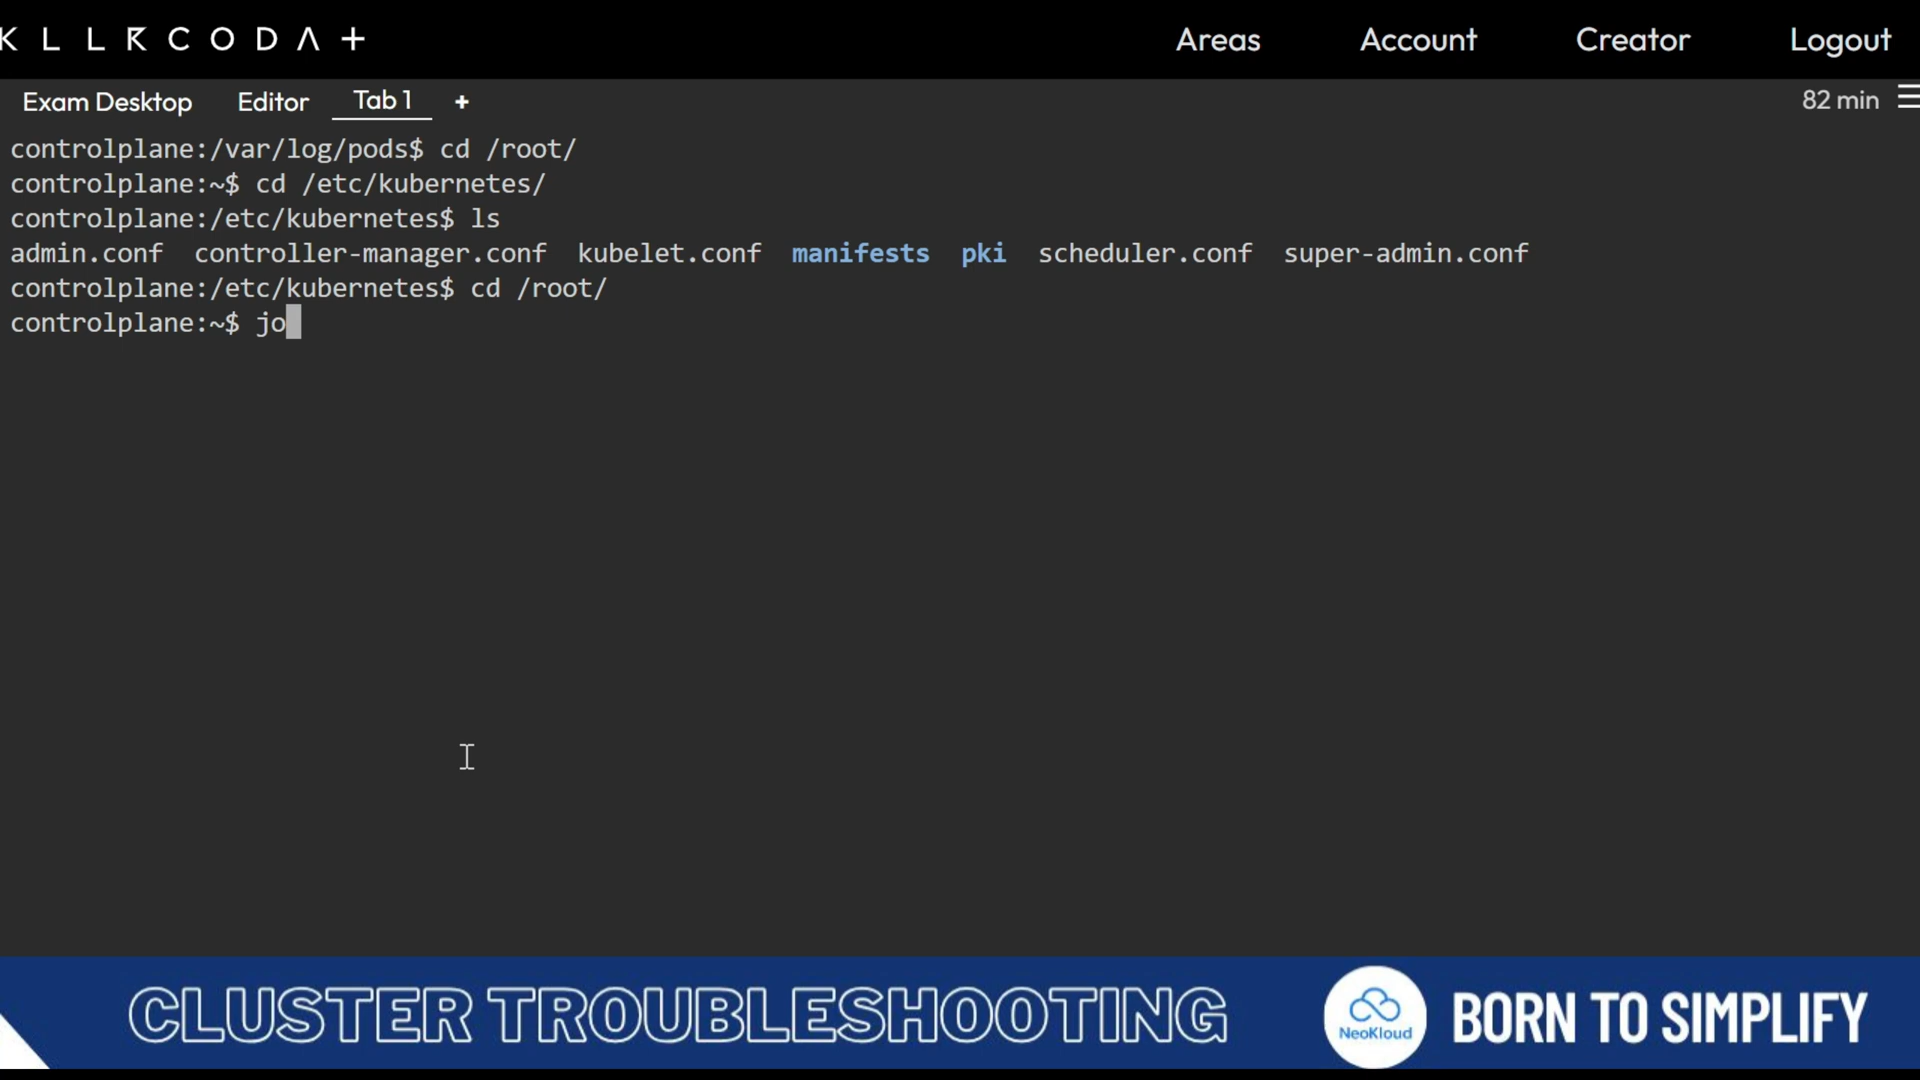 KLLRCODA+
Areas Account Creator Logout
Exam Desktop Editor Tab 1 + 82 min
controlplane:/var/log/pods$ cd /root/
controlplane:~$ cd /etc/kubernetes/
controlplane:/etc/kubernetes$ ls
admin.conf controller-manager.conf kubelet.conf manifests pki scheduler.conf super-admin.conf
controlplane:/etc/kubernetes$ cd /root/
controlplane:~$ jo
CLUSTER TROUBLESHOOTING
NeoKloud
BORN TO SIMPLIFY